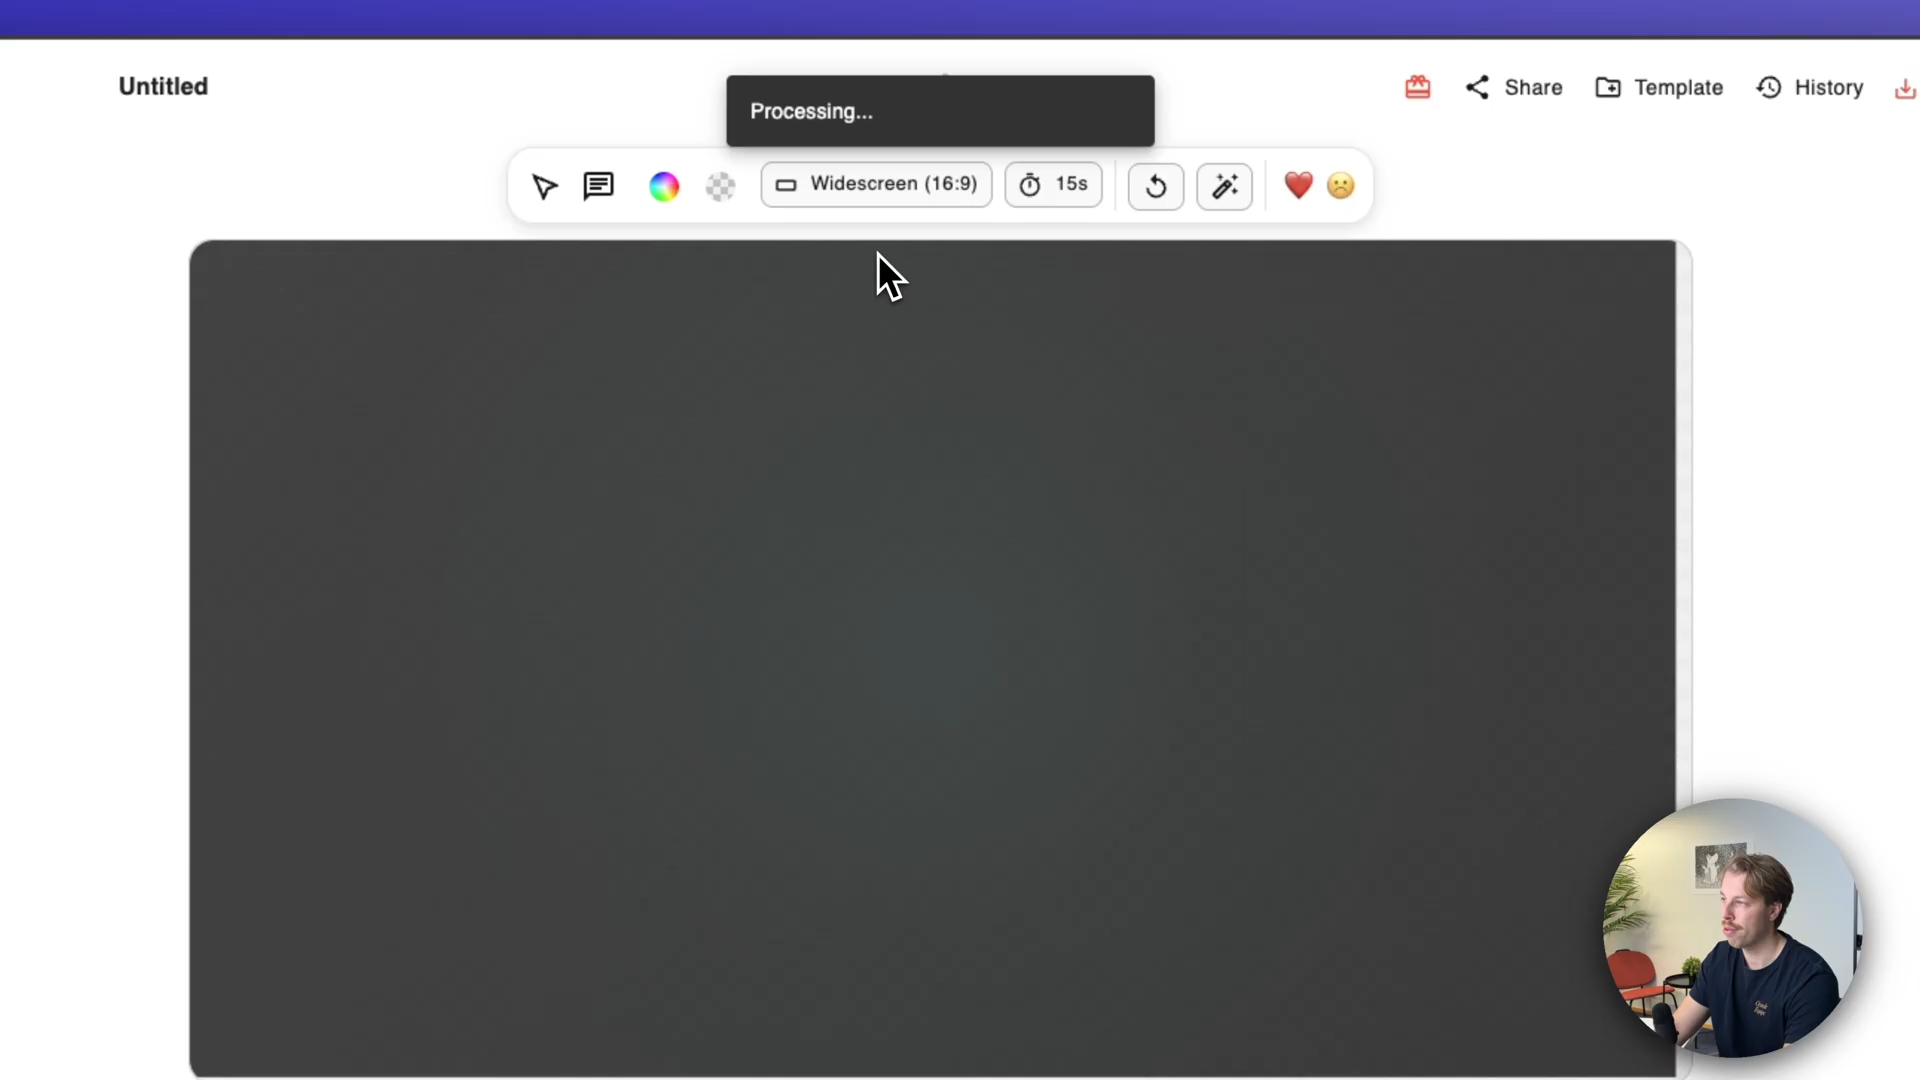 Untitled
Processing...
Share
Template
History
Widescreen (16:9)
15s